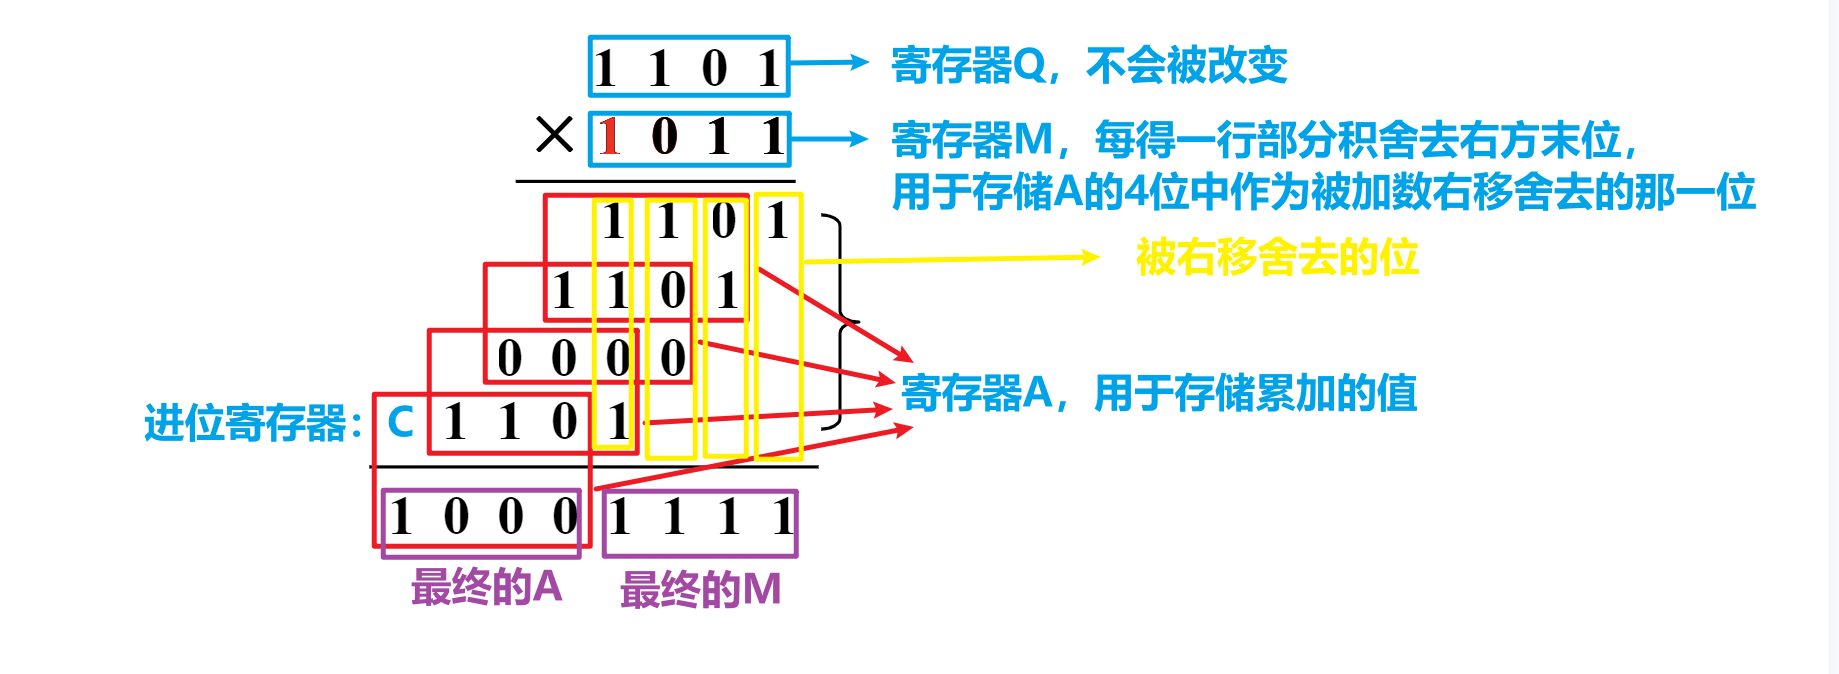 1 1 0 1 寄存器Q，不会被改变
× 1 0 1 1 寄存器M，每得一行部分积舍去右方末位，
用于存储A的4位中作为被加数右移舍去的那一位
1 1 0 1
被右移舍去的位
1 1 0 1
0 0 0 0
寄存器A，用于存储累加的值
进位寄存器：C 1 1 0 1
1 0 0 0 1 1 1 1
最终的A 最终的M